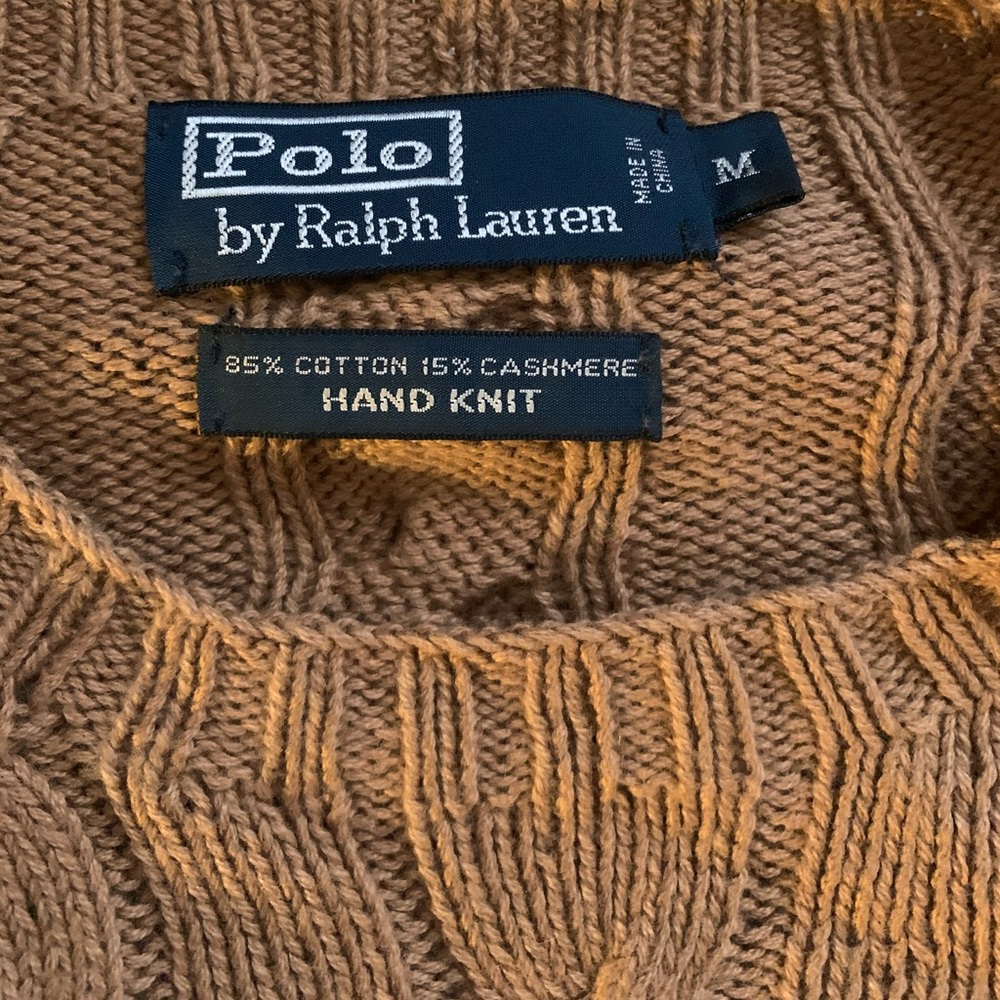 Polo
by Ralph Lauren
MADE IN
CHINA
M
85% COTTON 15% CASHMERE
HAND KNIT